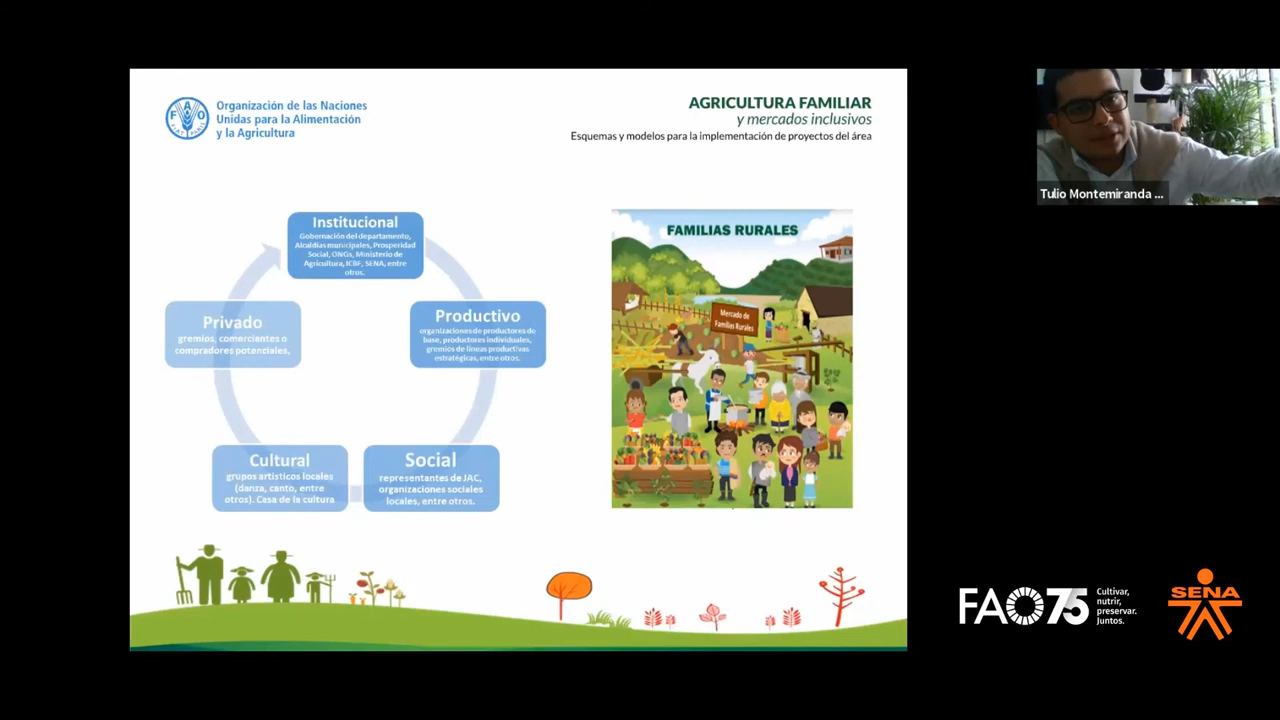 FAO
FIAT PANIS
Organización de las Naciones
Unidas para la Alimentación
y la Agricultura
AGRICULTURA FAMILIAR
y mercados inclusivos
Esquemas y modelos para la implementación de proyectos del área
Institucional
Gobernación del departamento,
Alcaldías municipales, Prosperidad
Social, ONGs, Ministerio de
Agricultura, ICBF, SENA, entre
otros.
Productivo
organizaciones de productores de
base, productores individuales,
gremios de líneas productivas
estratégicas, entre otros.
Social
representantes de JAC,
organizaciones sociales
locales, entre otros.
Cultural
grupos artísticos locales
(danza, canto, entre
otros). Casa de la cultura
Privado
gremios, comerciantes o
compradores potenciales,
FAMILIAS RURALES
Mercado de
Familias Rurales
Tulio Montemiranda ...
FAO75
Cultivar,
nutrir,
preservar.
Juntos.
SENA